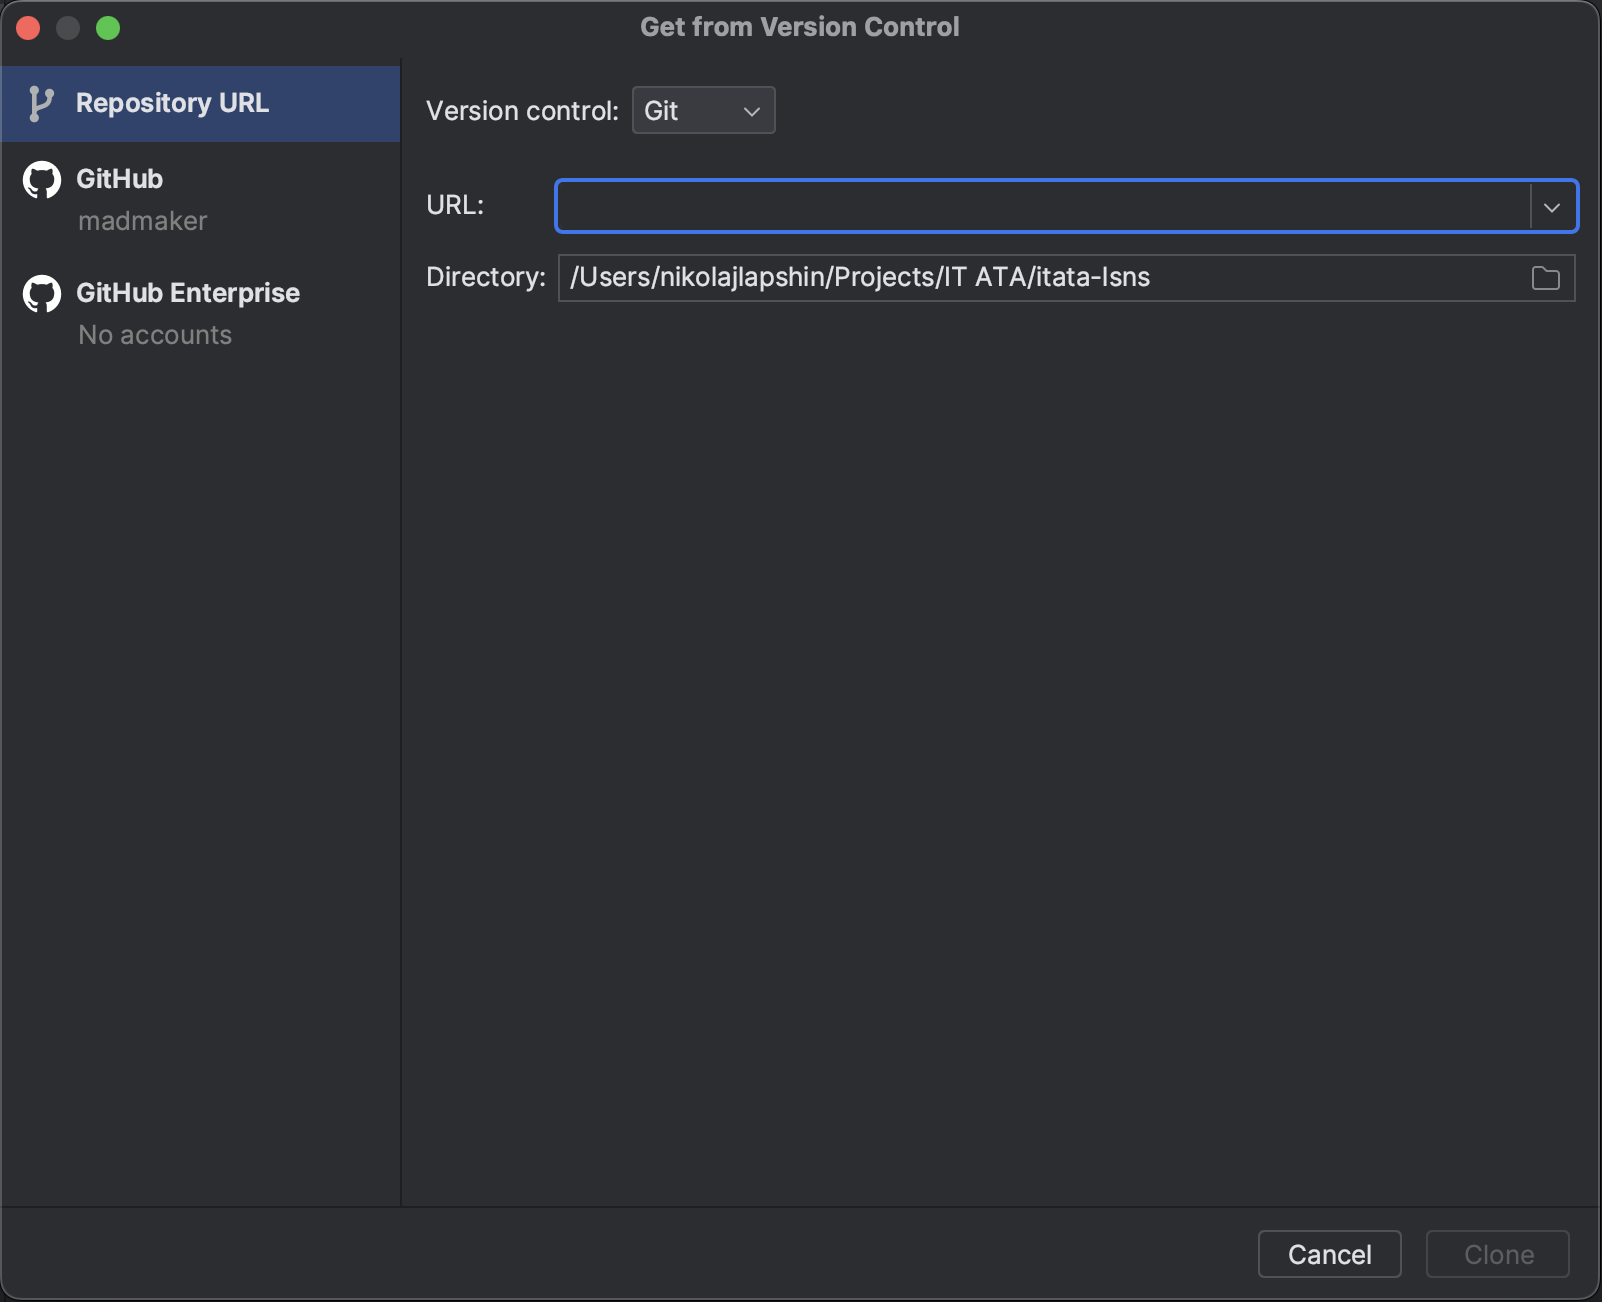 Get from Version Control
Repository URL
GitHub
madmaker
GitHub Enterprise
No accounts
Version control: Git
URL:
Directory: /Users/nikolajlapshin/Projects/IT ATA/itata-lsns
Cancel Clone